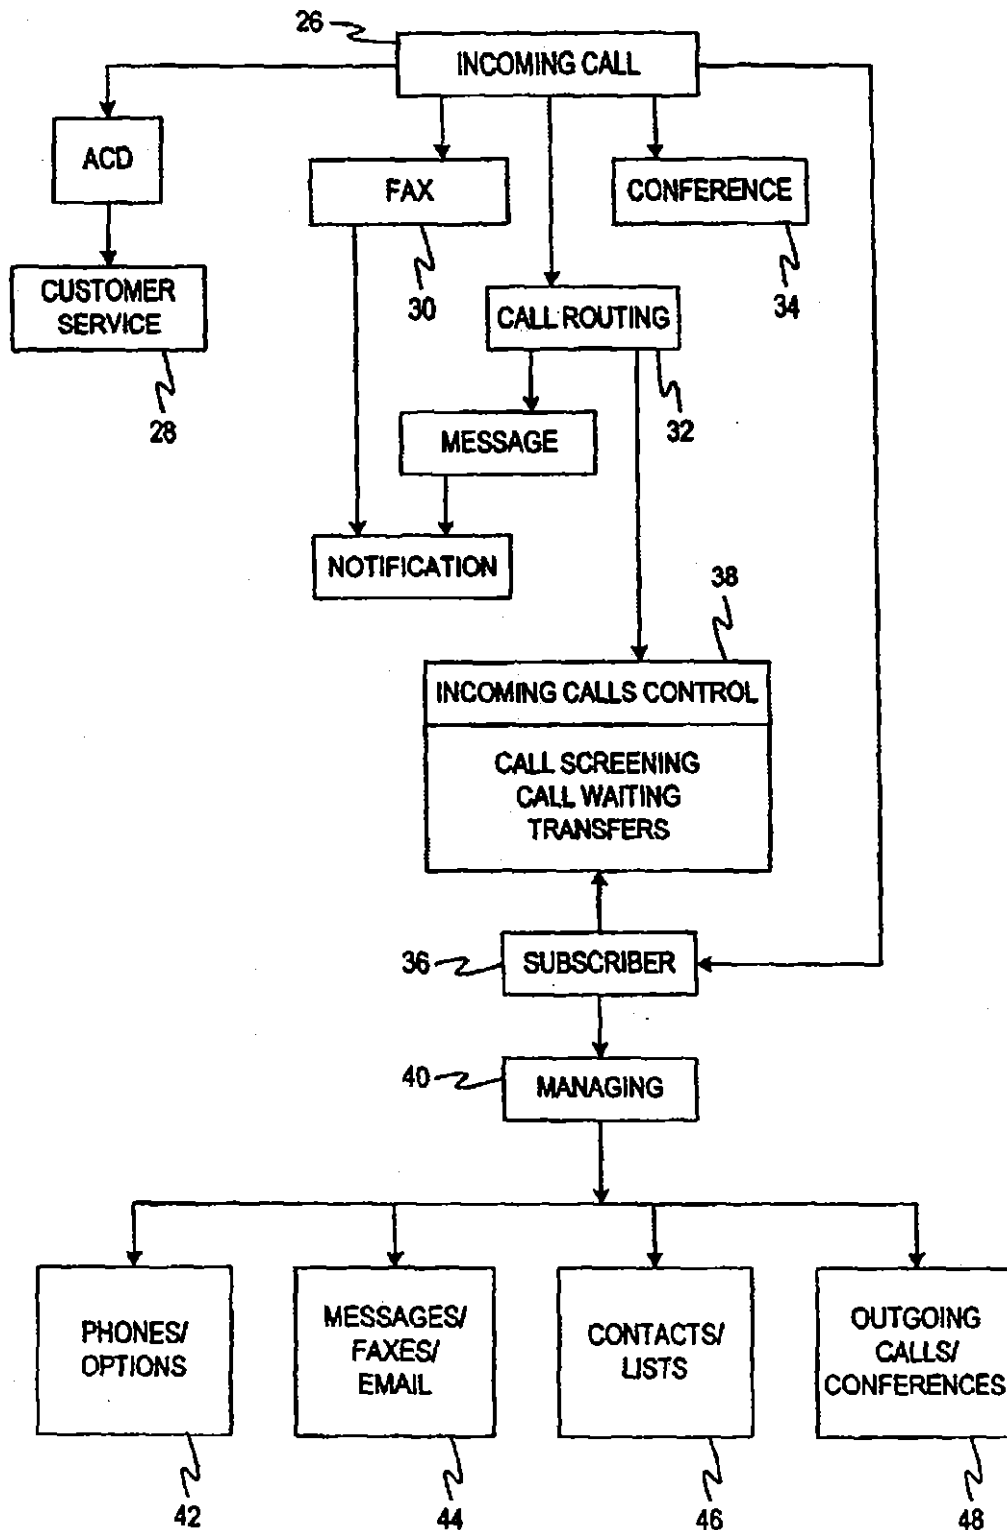 26
INCOMING CALL
ACD
FAX
CONFERENCE
CUSTOMER
SERVICE
30
CALL ROUTING
34
28
MESSAGE
32
NOTIFICATION
38
INCOMING CALLS CONTROL
CALL SCREENING
CALL WAITING
TRANSFERS
36
SUBSCRIBER
40
MANAGING
PHONES/
OPTIONS
MESSAGES/
FAXES/
EMAIL
CONTACTS/
LISTS
OUTGOING
CALLS/
CONFERENCES
42
44
46
48